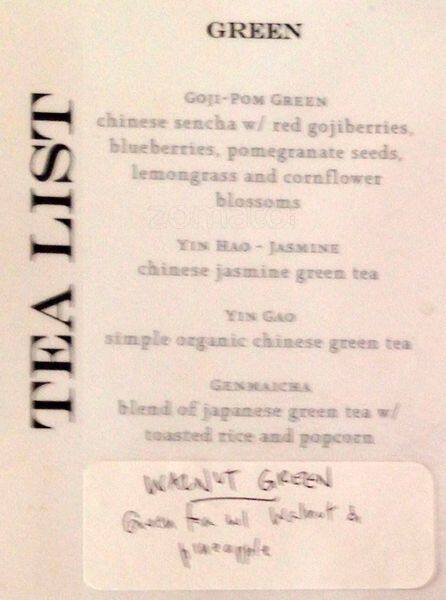 GREEN
TEA LIST
GOJI-POM GREEN
chinese sencha w/ red gojiberries,
blueberries, pomegranate seeds,
lemongrass and cornflower
blossoms
zomato
YIN HAO - JASMINE
chinese jasmine green tea
YIN GAO
simple organic chinese green tea
GENMAICHA
blend of japanese green tea w/
toasted rice and popcorn
WALNUT GREEN
Green tea w/ walnut &
pineapple